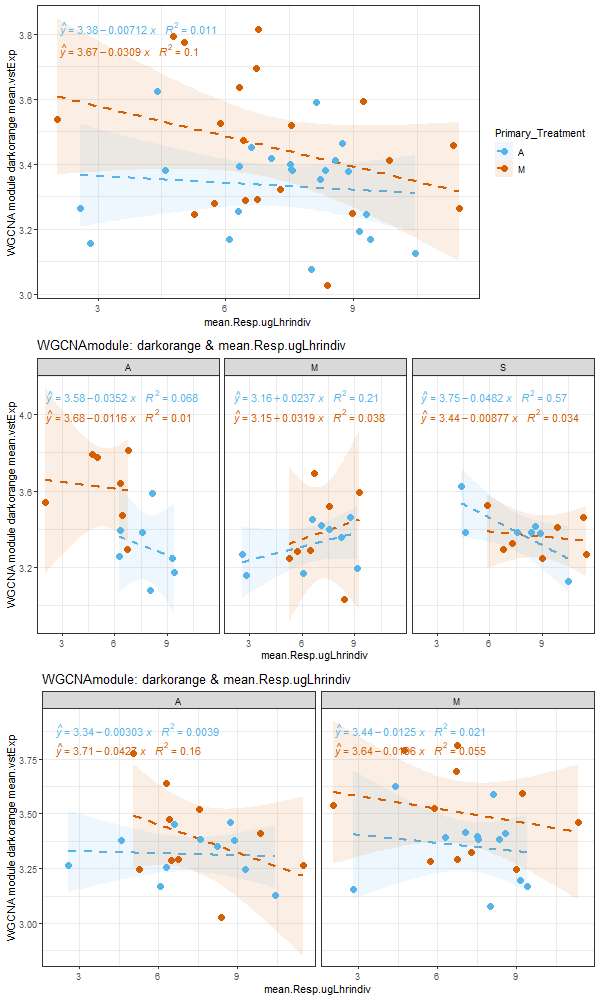 WGCNA module darkorange mean.vstExp
3.8
3.6
3.4
3.2
3.0
ŷ = 3.38 − 0.00712 x R² = 0.011
ŷ = 3.67 − 0.0309 x R² = 0.1
3 6 9
mean.Resp.ugLhrindiv
Primary_Treatment
A
M
WGCNAmodule: darkorange & mean.Resp.ugLhrindiv
A M S
WGCNA module darkorange mean.vstExp
4.0
3.6
3.2
ŷ = 3.58 − 0.0352 x R² = 0.068
ŷ = 3.68 − 0.0116 x R² = 0.01
ŷ = 3.16 + 0.0237 x R² = 0.21
ŷ = 3.15 + 0.0319 x R² = 0.038
ŷ = 3.75 − 0.0482 x R² = 0.57
ŷ = 3.44 − 0.00877 x R² = 0.034
3 6 9 3 6 9 3 6 9
mean.Resp.ugLhrindiv
WGCNAmodule: darkorange & mean.Resp.ugLhrindiv
A M
WGCNA module darkorange mean.vstExp
3.75
3.50
3.25
3.00
ŷ = 3.34 − 0.00303 x R² = 0.0039
ŷ = 3.71 − 0.0427 x R² = 0.16
ŷ = 3.44 − 0.0125 x R² = 0.021
ŷ = 3.64 − x R² = 0.055
3 6 9 3 6 9
mean.Resp.ugLhrindiv